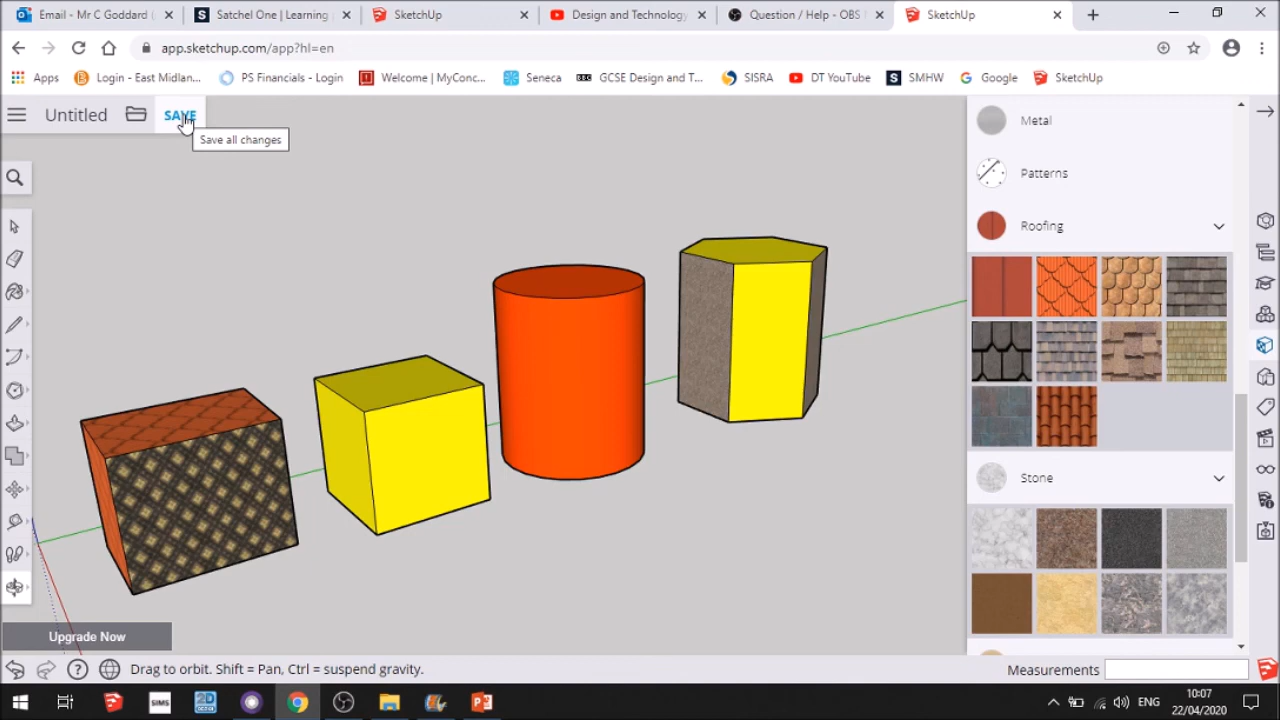 Email - Mr C Goddard (
Satchel One | Learning
SketchUp
Design and Technology
Question / Help - OBS
SketchUp
app.sketchup.com/app?hl=en
Apps
Login - East Midlan...
PS Financials - Login
Welcome | MyConc...
Seneca
BBC
GCSE Design and T...
SISRA
DT YouTube
SMHW
Google
SketchUp
Untitled
SAVE
Save all changes
Metal
Patterns
Roofing
Stone
Upgrade Now
Drag to orbit. Shift = Pan, Ctrl = suspend gravity.
Measurements
SIMS
2D
ENG
10:07
22/04/2020